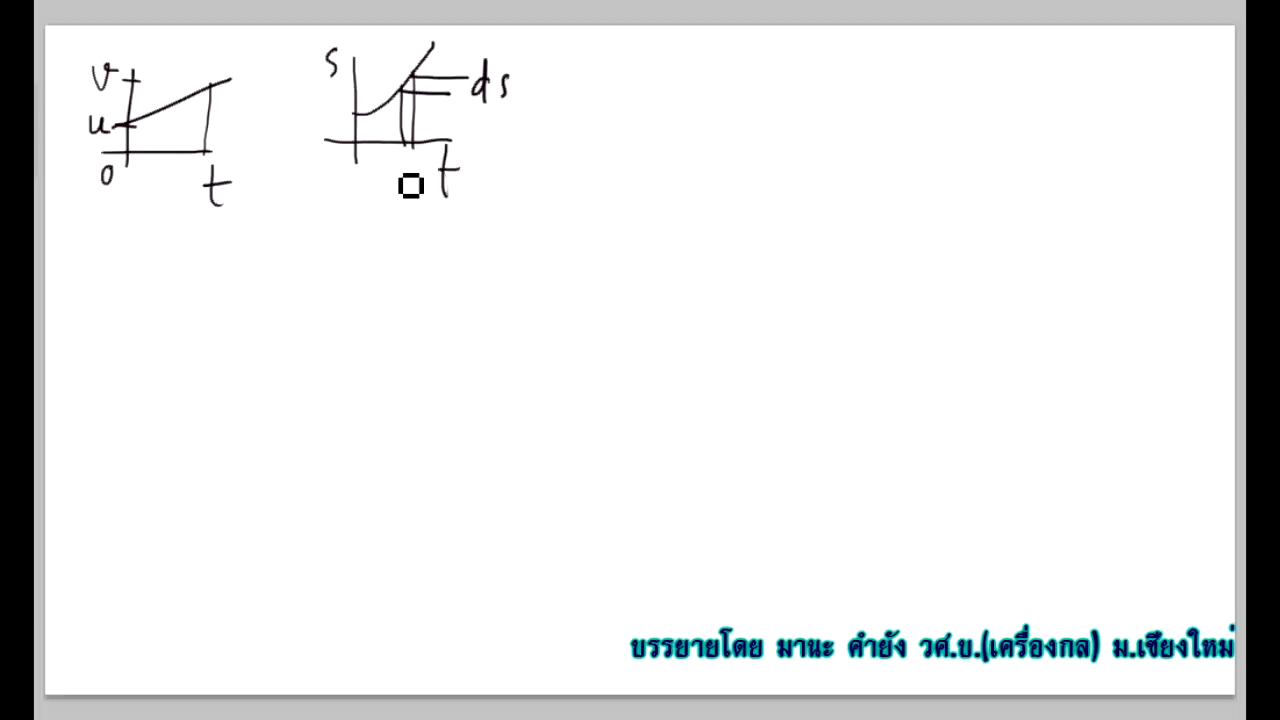 v
u
0
t
s
ds
t
บรรยายโดย มานะ คำยัง วศ.บ.(เครื่องกล) ม.เชียงใหม่